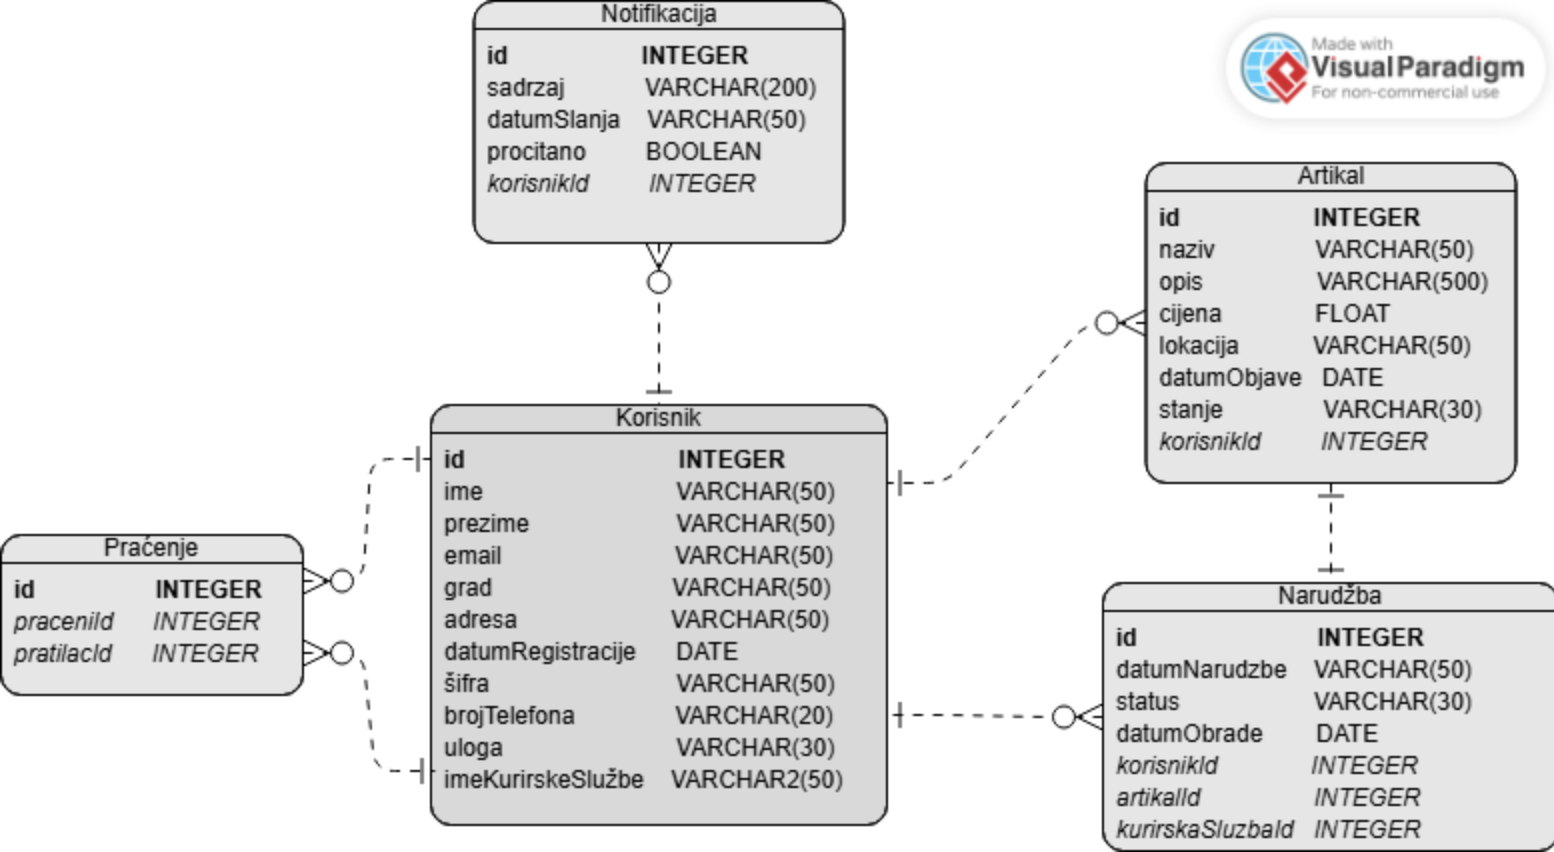 Notifikacija
id INTEGER
sadrzaj VARCHAR(200)
datumSlanja VARCHAR(50)
procitano BOOLEAN
korisnikId INTEGER
Made with
Visual Paradigm
For non-commercial use
Artikal
id INTEGER
naziv VARCHAR(50)
opis VARCHAR(500)
cijena FLOAT
lokacija VARCHAR(50)
datumObjave DATE
stanje VARCHAR(30)
korisnikId INTEGER
Korisnik
id INTEGER
ime VARCHAR(50)
prezime VARCHAR(50)
email VARCHAR(50)
grad VARCHAR(50)
adresa VARCHAR(50)
datumRegistracije DATE
šifra VARCHAR(50)
brojTelefona VARCHAR(20)
uloga VARCHAR(30)
imeKurirskeSlužbe VARCHAR2(50)
Praćenje
id INTEGER
praceniId INTEGER
pratilacId INTEGER
Narudžba
id INTEGER
datumNarudzbe VARCHAR(50)
status VARCHAR(30)
datumObrade DATE
korisnikId INTEGER
artikalId INTEGER
kurirskaSluzbaId INTEGER